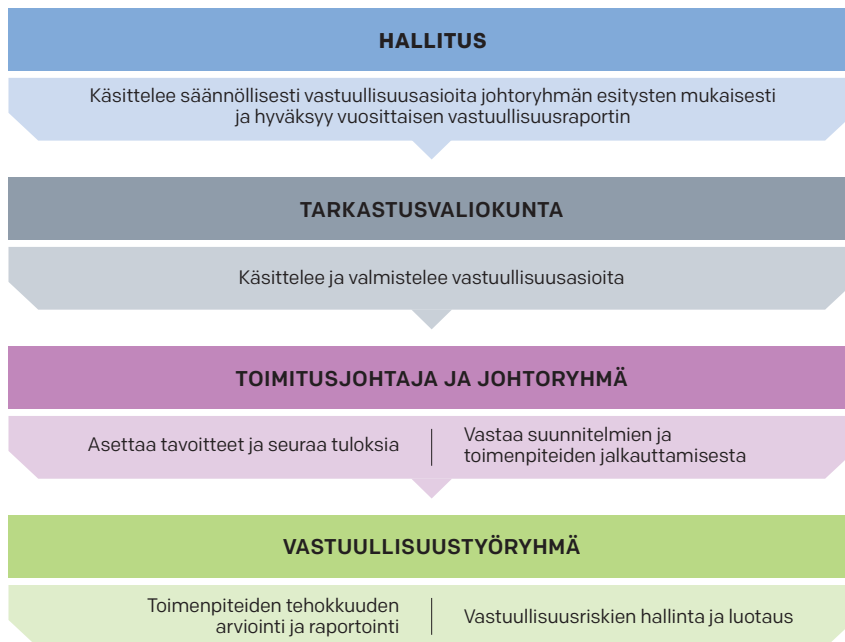 HALLITUS
Käsittelee säännöllisesti vastuullisuusasioita johtoryhmän esitysten mukaisesti
ja hyväksyy vuosittaisen vastuullisuusraportin
TARKASTUSVALIOKUNTA
Käsittelee ja valmistelee vastuullisuusasioita
TOIMITUSJOHTAJA JA JOHTORYHMÄ
Asettaa tavoitteet ja seuraa tuloksia
Vastaa suunnitelmien ja
toimenpiteiden jalkauttamisesta
VASTUULLISUUSTYÖRYHMÄ
Toimenpiteiden tehokkuuden
arviointi ja raportointi
Vastuullisuusriskien hallinta ja luotaus